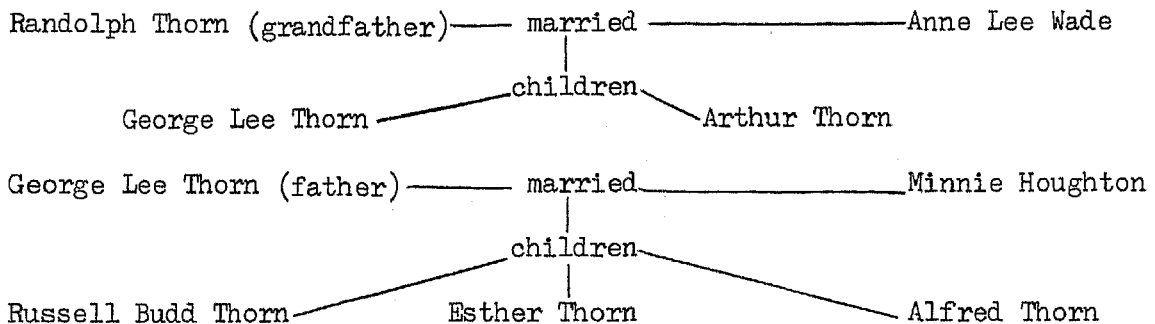 Randolph Thorn (grandfather) married Anne Lee Wade
children
George Lee Thorn Arthur Thorn
George Lee Thorn (father) married Minnie Houghton
children
Russell Budd Thorn Esther Thorn Alfred Thorn